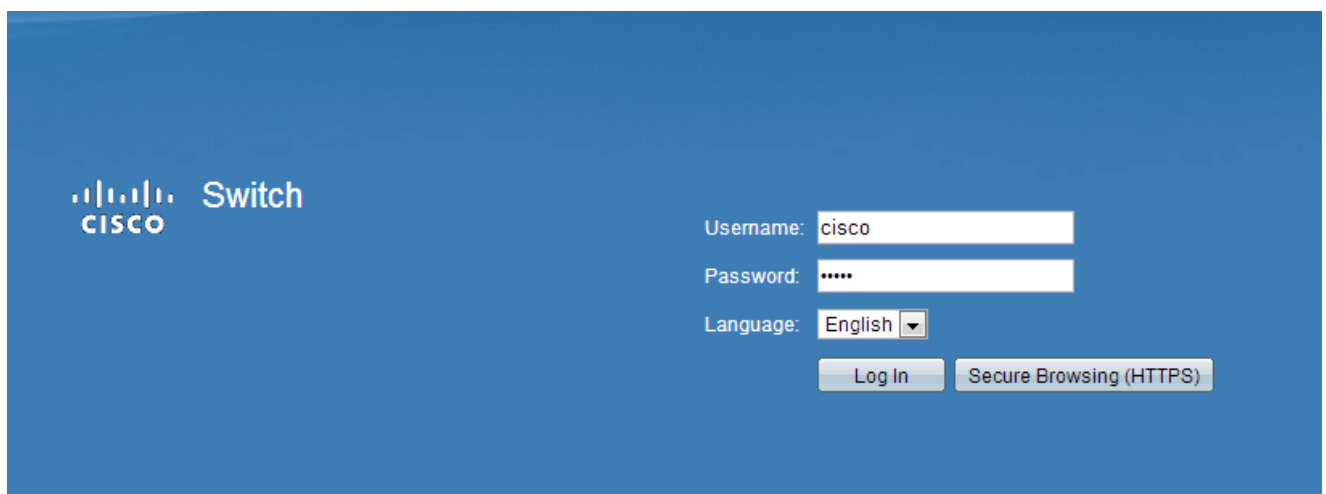 Switch
CISCO
Username: cisco
Password: •••••
Language: English
Log In Secure Browsing (HTTPS)